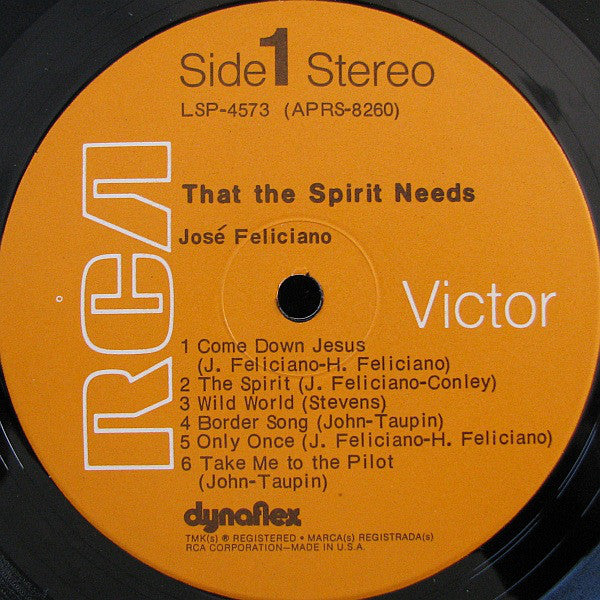 Side 1 Stereo
LSP-4573 (APRS-8260)
That the Spirit Needs
José Feliciano
RCA
Victor
1 Come Down Jesus
(J. Feliciano-H. Feliciano)
2 The Spirit (J. Feliciano-Conley)
3 Wild World (Stevens)
4 Border Song (John-Taupin)
5 Only Once (J. Feliciano-H. Feliciano)
6 Take Me to the Pilot
(John-Taupin)
dynaflex
TMK(s) ® REGISTERED • MARCA(s) REGISTRADA(s)
RCA CORPORATION—MADE IN U.S.A.